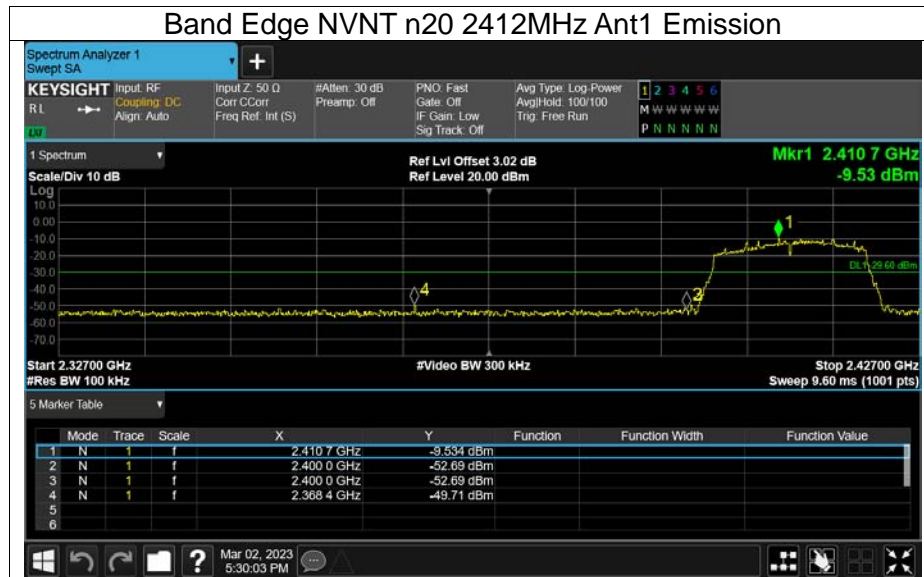 Band Edge NVNT n20 2412MHz Ant1 Emission
Spectrum Analyzer 1
Swept SA
+
KEYSIGHT Input: RF Input Z: 50 Ω #Atten: 30 dB PNO: Fast Avg Type: Log-Power 1 2 3 4 5 6
R L Coupling: DC Corr CCorr Preamp: Off Gate: Off Avg|Hold: 100/100 M W W W W W
Align: Auto Freq Ref: Int (S) IF Gain: Low Trig: Free Run
LXI Sig Track: Off P N N N N N
1 Spectrum Ref Lvl Offset 3.02 dB Mkr1 2.410 7 GHz
Scale/Div 10 dB Ref Level 20.00 dBm -9.53 dBm
Log
10.0
0.00 1
-10.0
-20.0 DL1 -29.60 dBm
-30.0
-40.0 4
-50.0
-60.0
-70.0
Start 2.32700 GHz #Video BW 300 kHz Stop 2.42700 GHz
#Res BW 100 kHz Sweep 9.60 ms (1001 pts)
5 Marker Table
Mode Trace Scale X Y Function Function Width Function Value
1 N 1 f 2.410 7 GHz -9.534 dBm
2 N 1 f 2.400 0 GHz -52.69 dBm
3 N 1 f 2.400 0 GHz -52.69 dBm
4 N 1 f 2.368 4 GHz -49.71 dBm
5
6
? Mar 02, 2023
5:30:03 PM